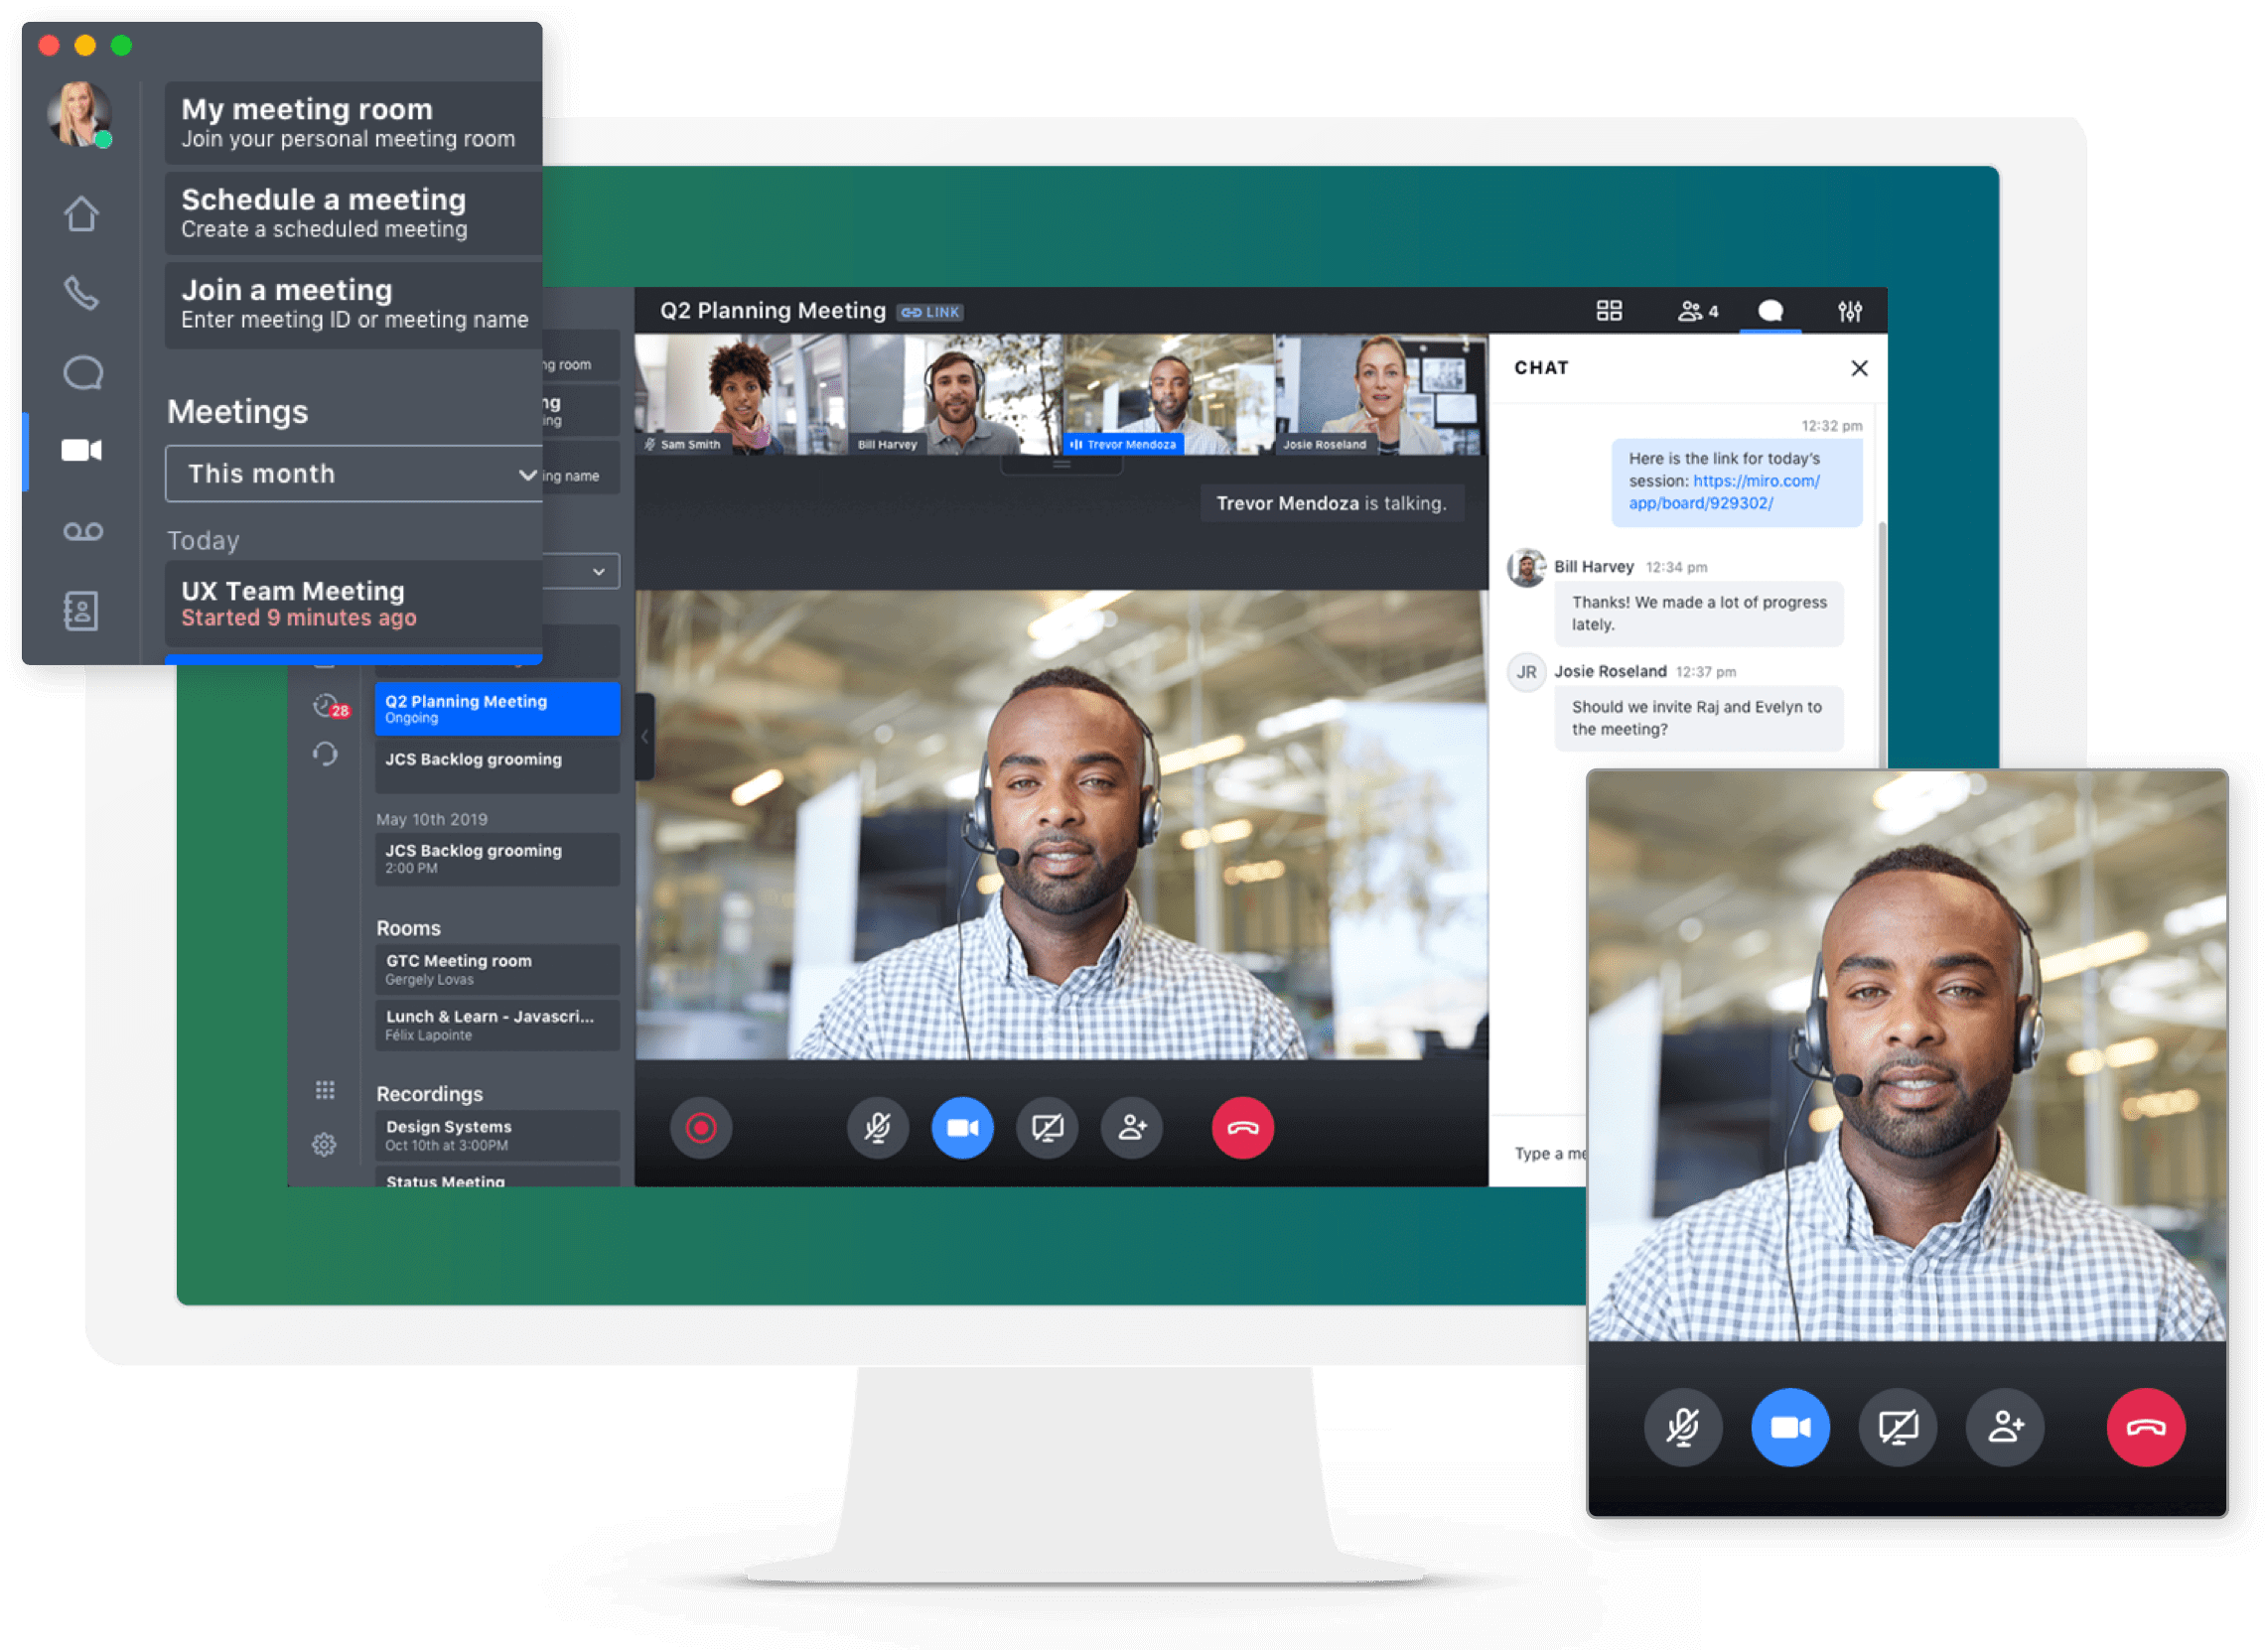 My meeting room
Join your personal meeting room
Schedule a meeting
Create a scheduled meeting
Join a meeting
Enter meeting ID or meeting name
Meetings
This month
Today
UX Team Meeting
Started 9 minutes ago
room
ing
ing name
28
Q2 Planning Meeting
Ongoing
JCS Backlog grooming
May 10th 2019
JCS Backlog grooming
2:00 PM
Rooms
GTC Meeting room
Gergely Lovas
Lunch & Learn - Javascri...
Félix Lapointe
Recordings
Design Systems
Oct 10th at 3:00PM
Status Meeting
Q2 Planning Meeting LINK
4
Sam Smith
Bill Harvey
Trevor Mendoza
Josie Roseland
Trevor Mendoza is talking.
CHAT
12:32 pm
Here is the link for today's
session: https://miro.com/
app/board/929302/
Bill Harvey 12:34 pm
Thanks! We made a lot of progress
lately.
JR
Josie Roseland 12:37 pm
Should we invite Raj and Evelyn to
the meeting?
Type a me